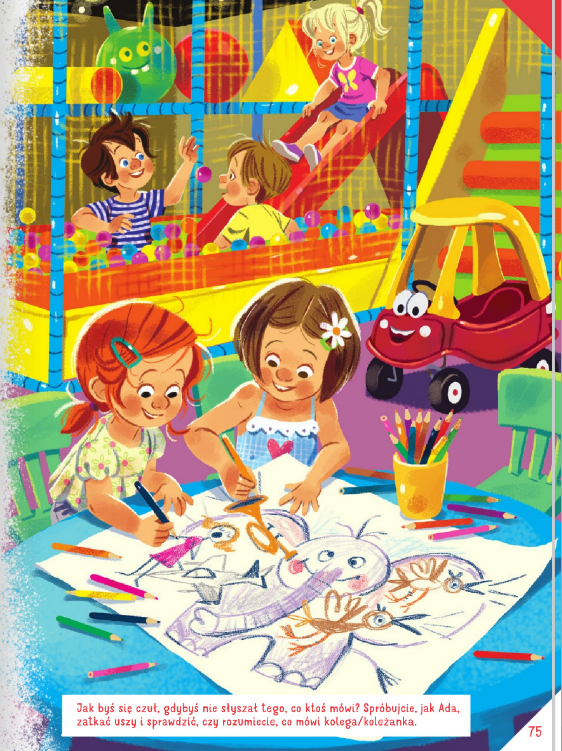 Jak byś się czuł, gdybyś nie słyszał tego, co ktoś mówi? Spróbujcie, jak Ada,
zatkać uszy i sprawdzić, czy rozumiecie, co mówi kolega/koleżanka.
75